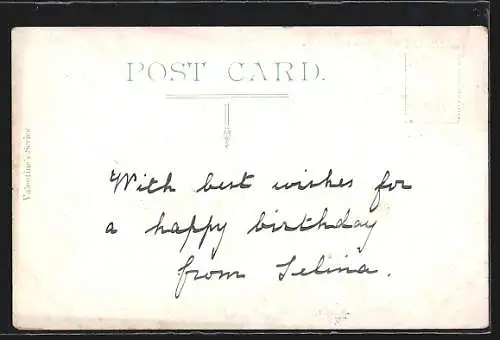 POST CARD.
Valentine's Series
With best wishes for
a happy birthday
from Selina.